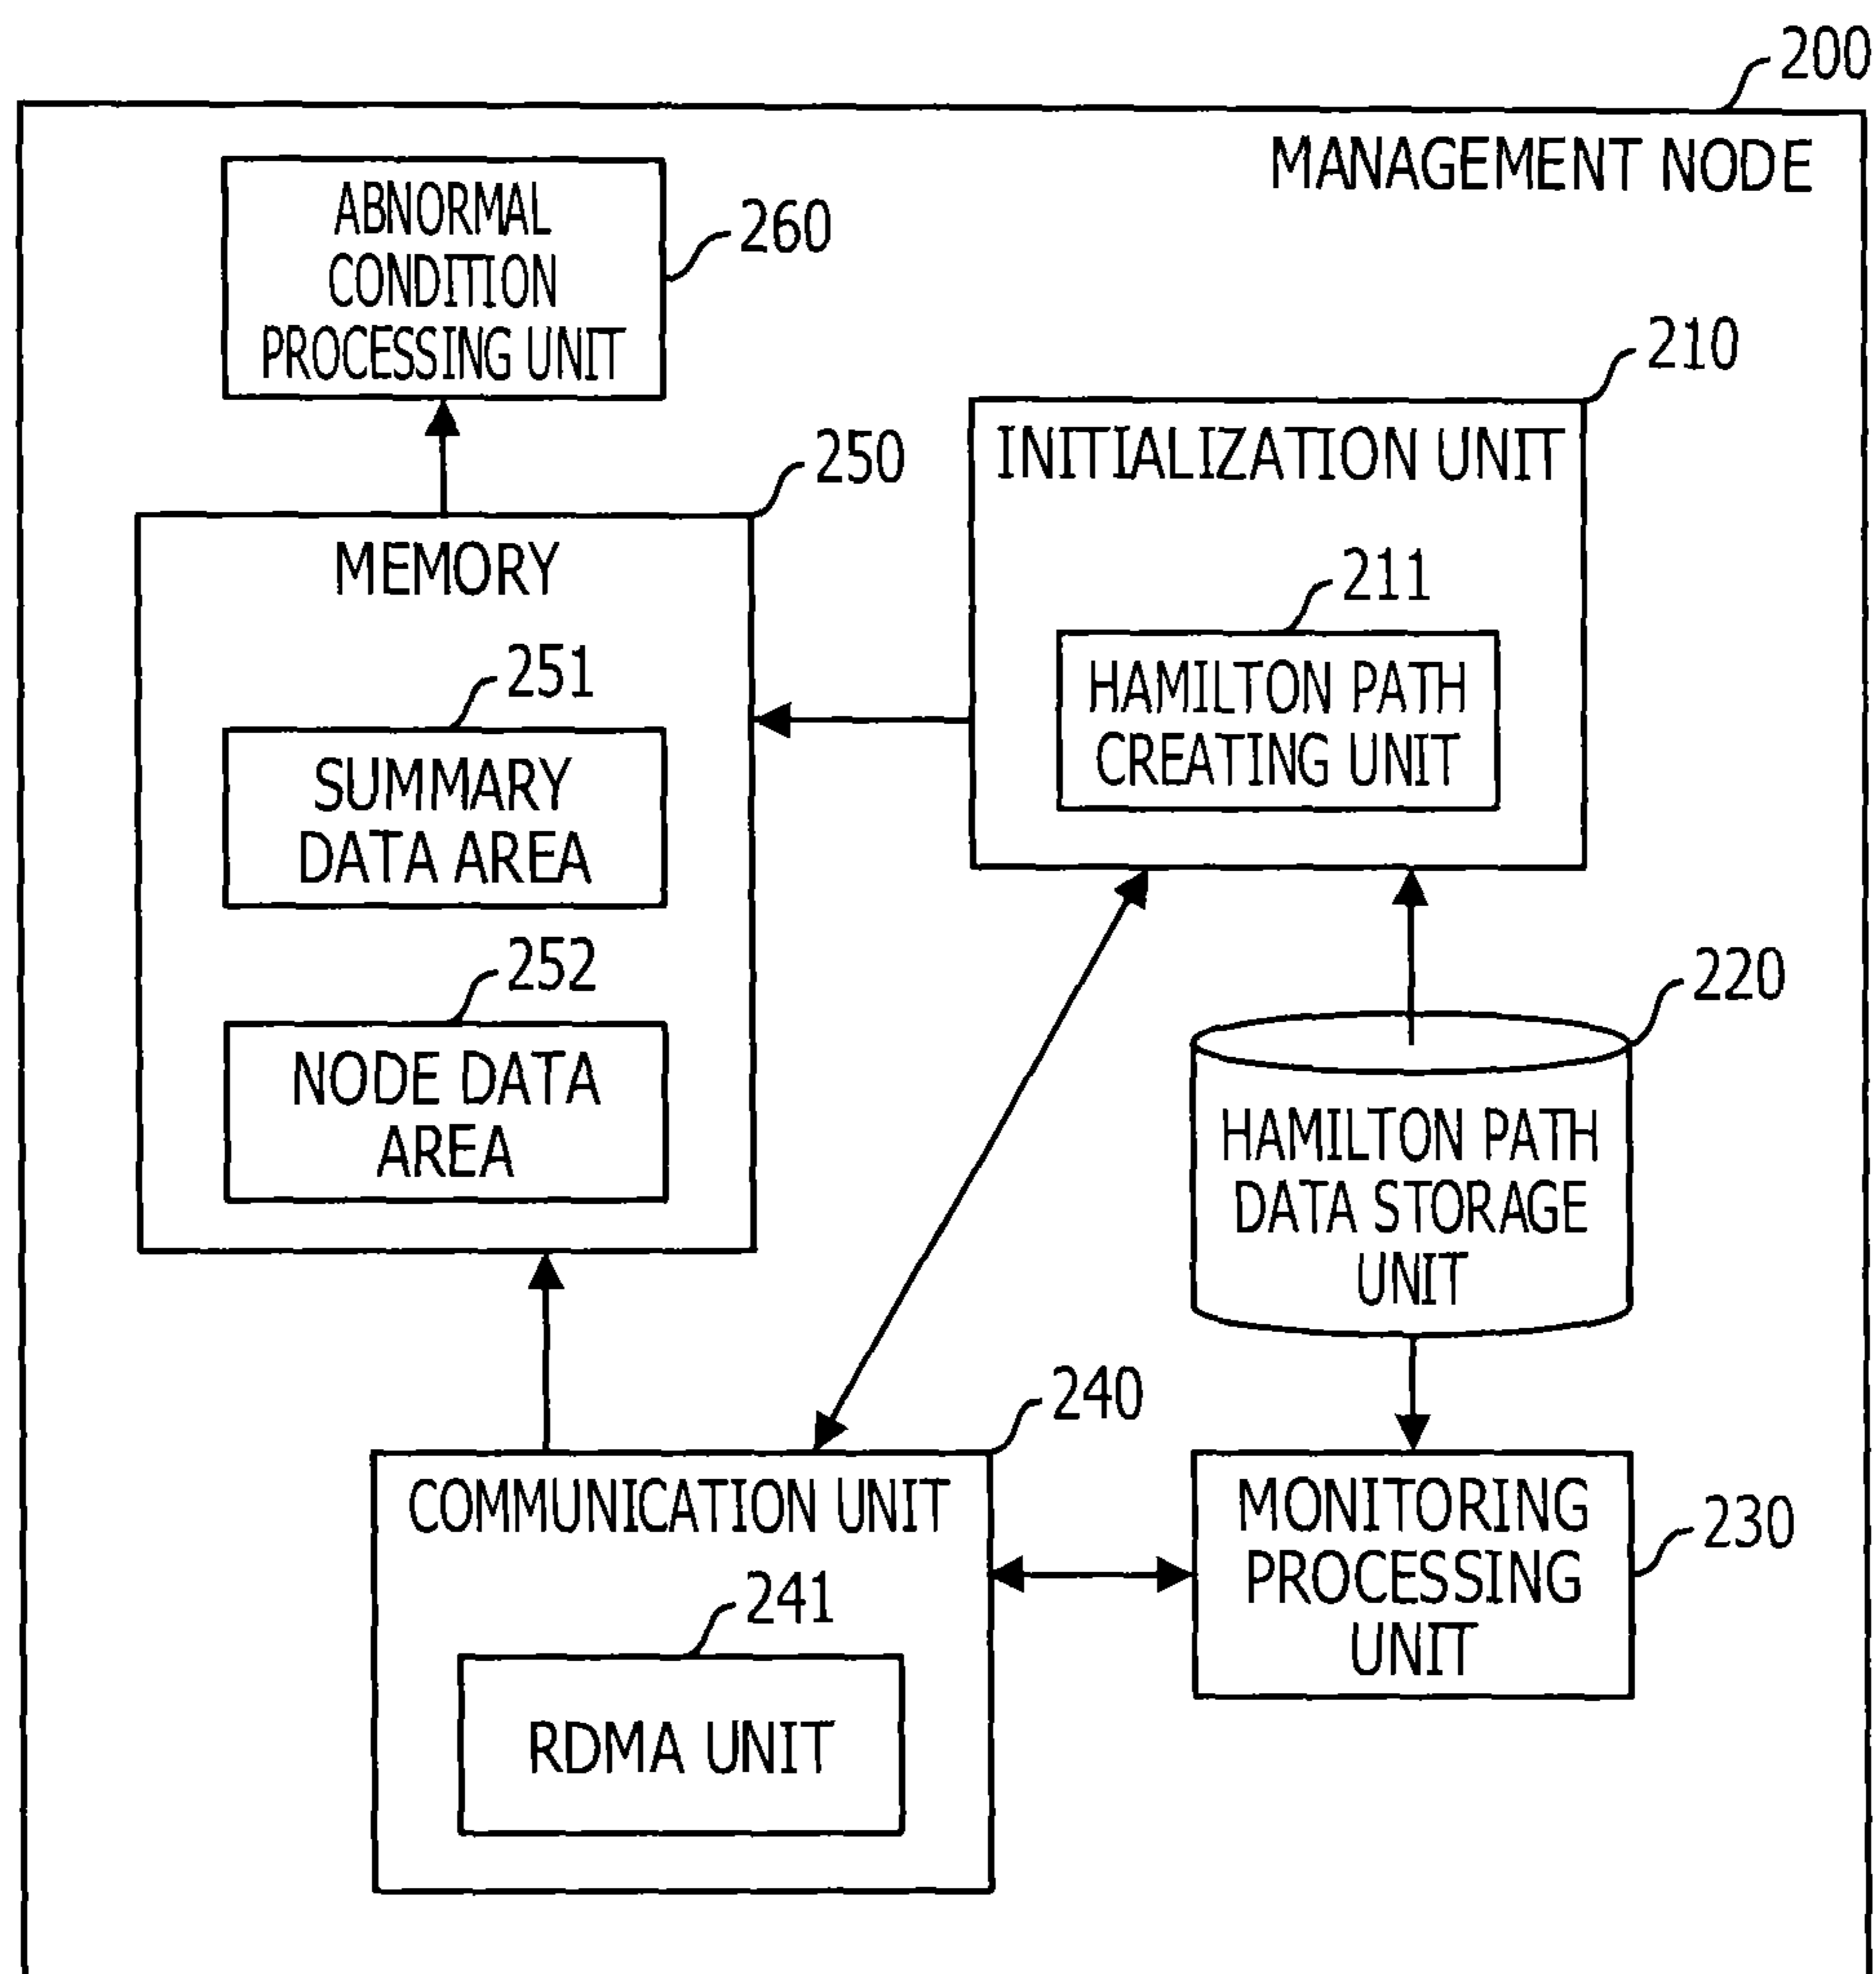 200
MANAGEMENT NODE
ABNORMAL
CONDITION
PROCESSING UNIT
260
210
INITIALIZATION UNIT
211
HAMILTON PATH
CREATING UNIT
250
MEMORY
251
SUMMARY
DATA AREA
252
NODE DATA
AREA
220
HAMILTON PATH
DATA STORAGE
UNIT
240
COMMUNICATION UNIT
241
RDMA UNIT
MONITORING
PROCESSING
UNIT
230